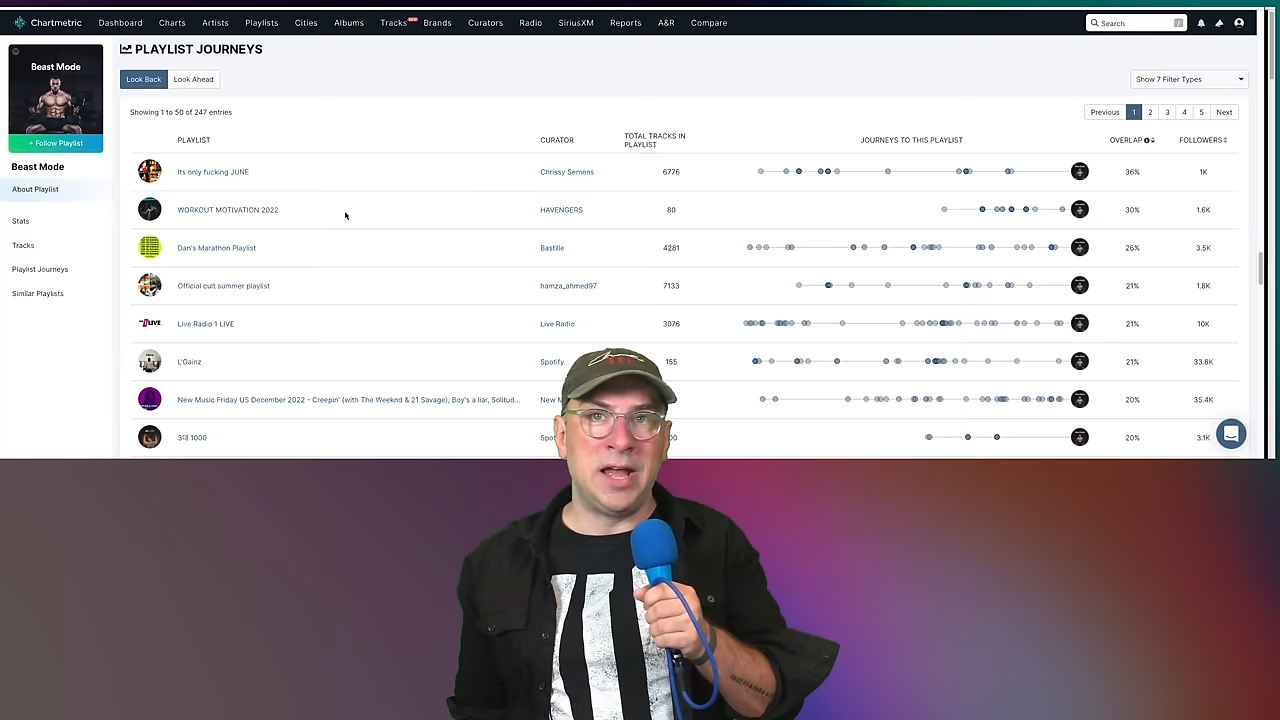 Chartmetric Dashboard Charts Artists Playlists Cities Albums Tracks NEW Brands Curators Radio SiriusXM Reports A&R Compare Search /
Beast Mode
+ Follow Playlist
Beast Mode
About Playlist
Stats
Tracks
Playlist Journeys
Similar Playlists
PLAYLIST JOURNEYS
Look Back Look Ahead Show 7 Filter Types
Showing 1 to 50 of 247 entries Previous 1 2 3 4 5 Next
PLAYLIST CURATOR TOTAL TRACKS IN PLAYLIST JOURNEYS TO THIS PLAYLIST OVERLAP FOLLOWERS
Its only fucking JUNE Chrissy Semens 6776 36% 1K
WORKOUT MOTIVATION 2022 HAVENGERS 80 30% 1.6K
Dan's Marathon Playlist Bastille 4281 26% 3.5K
Official cult summer playlist hamza_ahmed97 7133 21% 1.8K
Live Radio 1 LIVE Live Radio 3076 21% 10K
L'Gainz Spotify 155 21% 33.8K
New Music Friday US December 2022 - Creepin' (with The Weeknd & 21 Savage), Boy's a liar, Solitud... New M 20% 35.4K
3대 1000 Spot 00 20% 3.1K